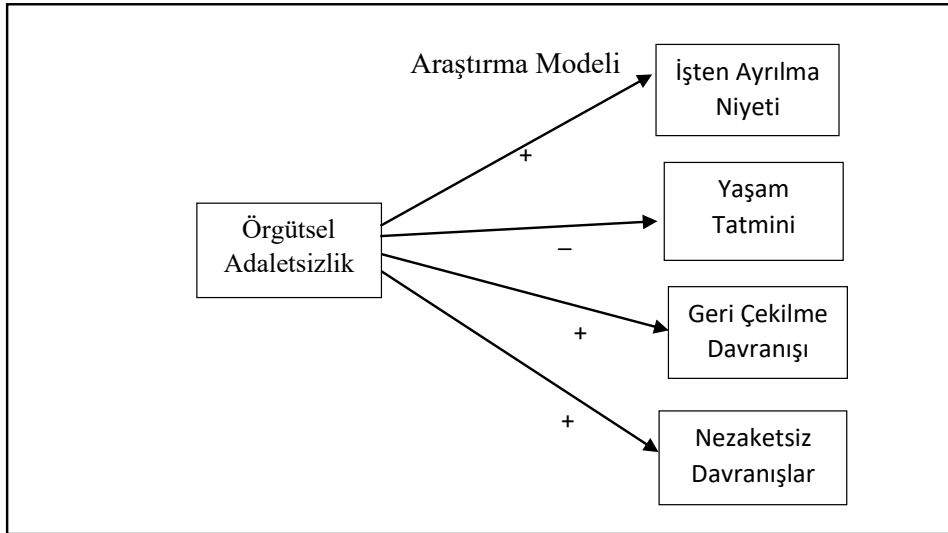 Araştırma Modeli
İşten Ayrılma
Niyeti
+
Yaşam
Tatmini
Örgütsel
Adaletsizlik
–
Geri Çekilme
Davranışı
+
+
Nezaketsiz
Davranışlar